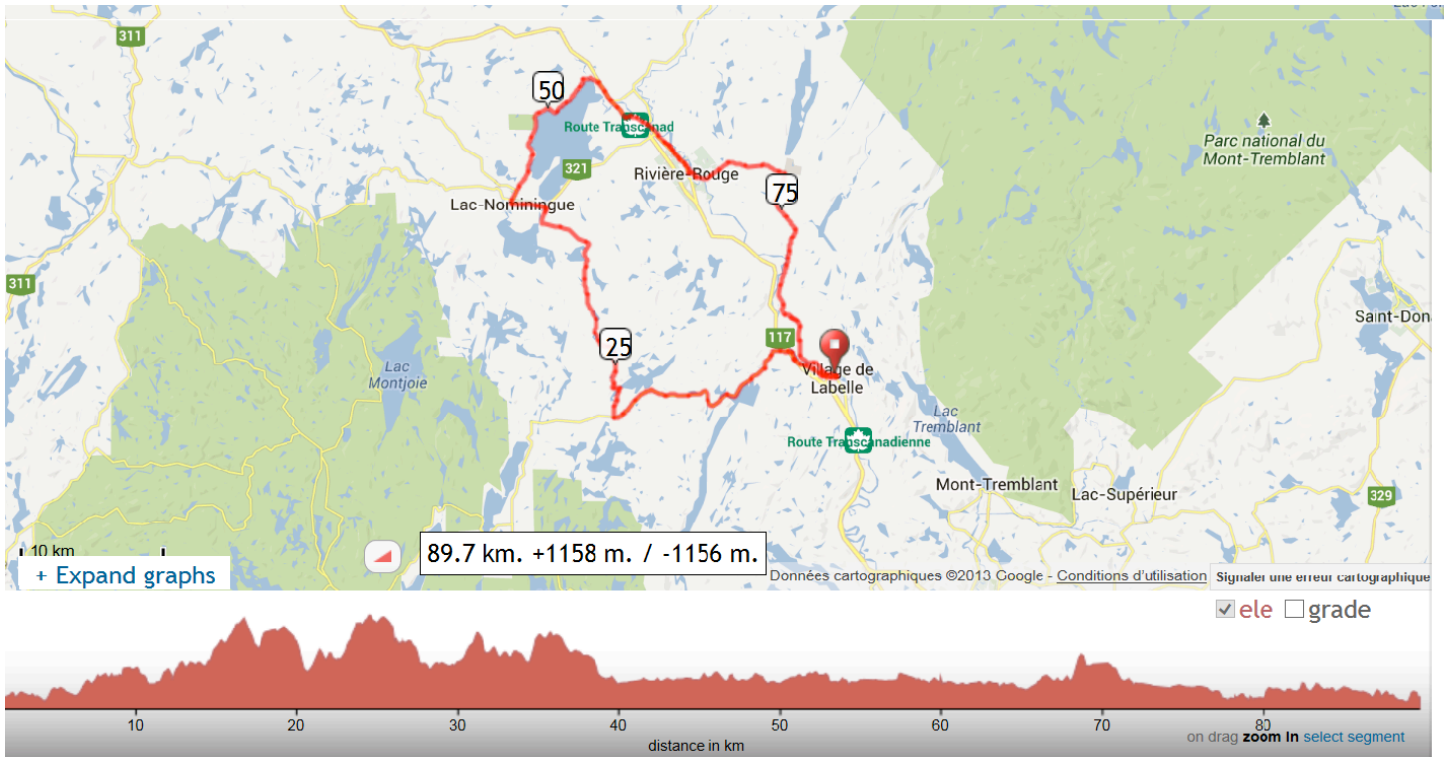 311
50
Route Transcanad
Parc national du
Mont-Tremblant
321
Rivière-Rouge
75
Lac-Nominingue
311
117
Saint-Don
25
Village de
Labelle
Lac
Montjoie
Lac
Tremblant
Route Transcanadienne
Mont-Tremblant
Lac-Supérieur
329
10 km
89.7 km. +1158 m. / -1156 m.
+ Expand graphs
Données cartographiques ©2013 Google - Conditions d'utilisation
Signaler une erreur cartographique
ele
grade
10 20 30 40 50 60 70 80
distance in km
on drag zoom in select segment